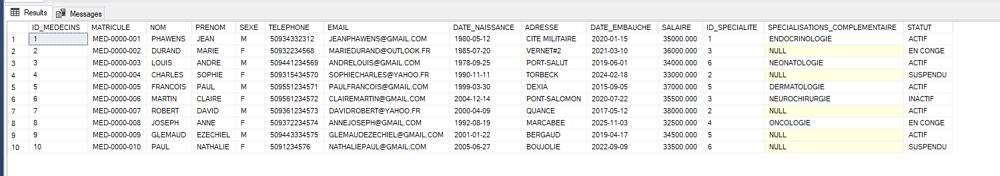 Results Messages
ID_MEDECINS MATRICULE NOM PRENOM SEXE TELEPHONE EMAIL DATE_NAISSANCE ADRESSE DATE_EMBAUCHE SALAIRE ID_SPECIALITE SPECIALISATIONS_COMPLEMENTAIRE STATUT
1 1 MED-0000-001 PHAWENS JEAN M 50934332312 JEANPHAWENS@GMAIL.COM 1980-05-12 CITE MILITAIRE 2020-01-15 35000.000 1 ENDOCRINOLOGIE ACTIF
2 2 MED-0000-002 DURAND MARIE F 50932234568 MARIEDURAND@OUTLOOK.FR 1985-07-20 VERNET#2 2021-03-10 36000.000 3 NULL EN CONGE
3 3 MED-0000-003 LOUIS ANDRE M 509441234569 ANDRELOUIS@GMAIL.COM 1978-09-25 PORT-SALUT 2019-06-01 34000.000 6 NEONATOLOGIE ACTIF
4 4 MED-0000-004 CHARLES SOPHIE F 509315434570 SOPHIECHARLES@YAHOO.FR 1990-11-11 TORBECK 2024-02-18 33000.000 2 NULL SUSPENDU
5 5 MED-0000-005 FRANCOIS PAUL M 509551234571 PAULFRANCOIS@GMAIL.COM 1999-03-30 DEXIA 2015-09-05 37000.000 5 DERMATOLOGIE ACTIF
6 6 MED-0000-006 MARTIN CLAIRE F 509561234572 CLAIREMARTIN@GMAIL.COM 2004-12-14 PONT-SALOMON 2020-07-22 35500.000 3 NEUROCHIRURGIE INACTIF
7 7 MED-0000-007 ROBERT DAVID M 509361234573 DAVIDROBERT@YAHOO.FR 2000-04-09 QUANCE 2017-05-12 38000.000 2 NULL ACTIF
8 8 MED-0000-008 JOSEPH ANNE F 509372234574 ANNEJOSEPH@GMAIL.COM 1992-08-19 MARCABEE 2025-11-03 32500.000 4 ONCOLOGIE EN CONGE
9 9 MED-0000-009 GLEMAUD EZECHIEL M 509443334575 GLEMAUDEZECHIEL@GMAIL.COM 2001-01-22 BERGAUD 2019-04-17 34500.000 5 NULL ACTIF
10 10 MED-0000-010 PAUL NATHALIE F 5091234576 NATHALIEPAUL@GMAIL.COM 2005-06-27 BOUJOLIE 2022-09-09 33500.000 6 NULL SUSPENDU